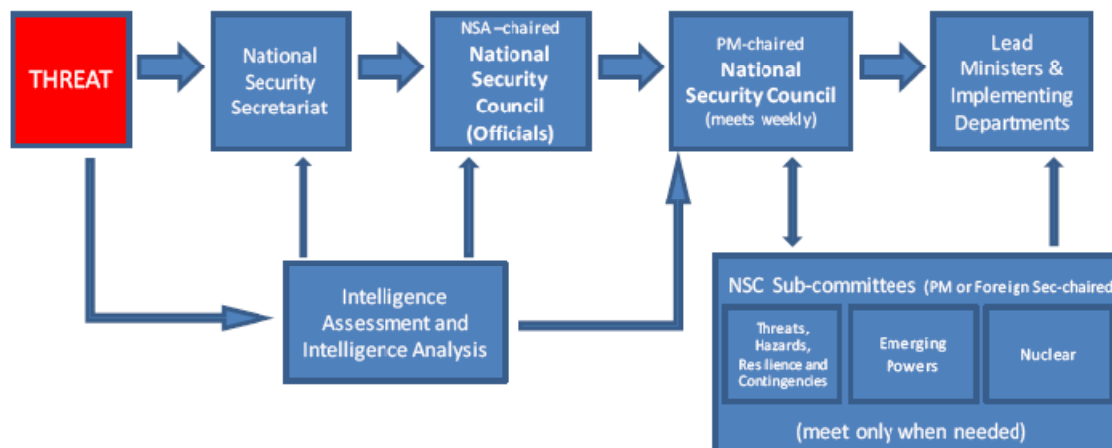 THREAT
National
Security
Secretariat
NSA –chaired
National
Security
Council
(Officials)
PM-chaired
National
Security Council
(meets weekly)
Lead
Ministers &
Implementing
Departments
Intelligence
Assessment and
Intelligence Analysis
NSC Sub-committees (PM or Foreign Sec-chaired
Threats,
Hazards,
Resilience and
Contingencies
Emerging
Powers
Nuclear
(meet only when needed)